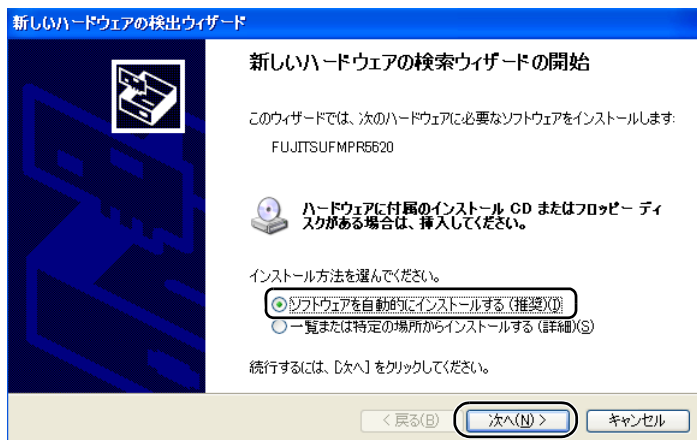 新しいハードウェアの検出ウィザード
新しいハードウェアの検索ウィザードの開始
このウィザードでは、次のハードウェアに必要なソフトウェアをインストールします:
FUJITSUFMPR5620
ハードウェアに付属のインストール CD またはフロッピー ディ
スクがある場合は、挿入してください。
インストール方法を選んでください。
ソフトウェアを自動的にインストールする (推奨)(I)
一覧または特定の場所からインストールする (詳細)(S)
続行するには、[次へ] をクリックしてください。
< 戻る(B)
次へ(N) >
キャンセル